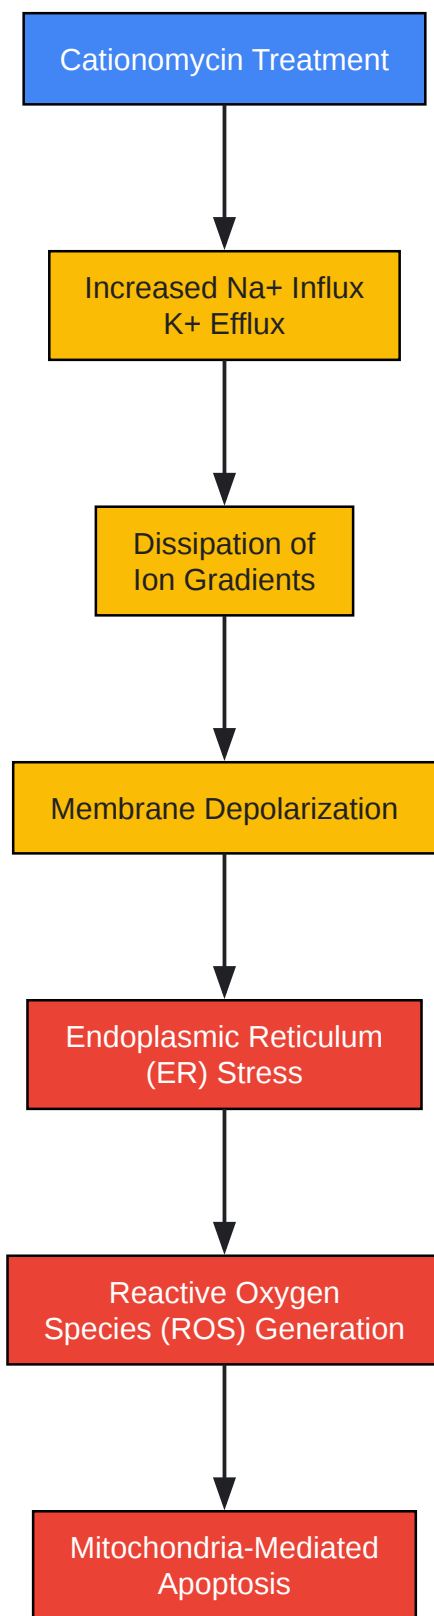 Cationomycin Treatment
Increased Na+ Influx
K+ Efflux
Dissipation of
Ion Gradients
Membrane Depolarization
Endoplasmic Reticulum
(ER) Stress
Reactive Oxygen
Species (ROS) Generation
Mitochondria-Mediated
Apoptosis